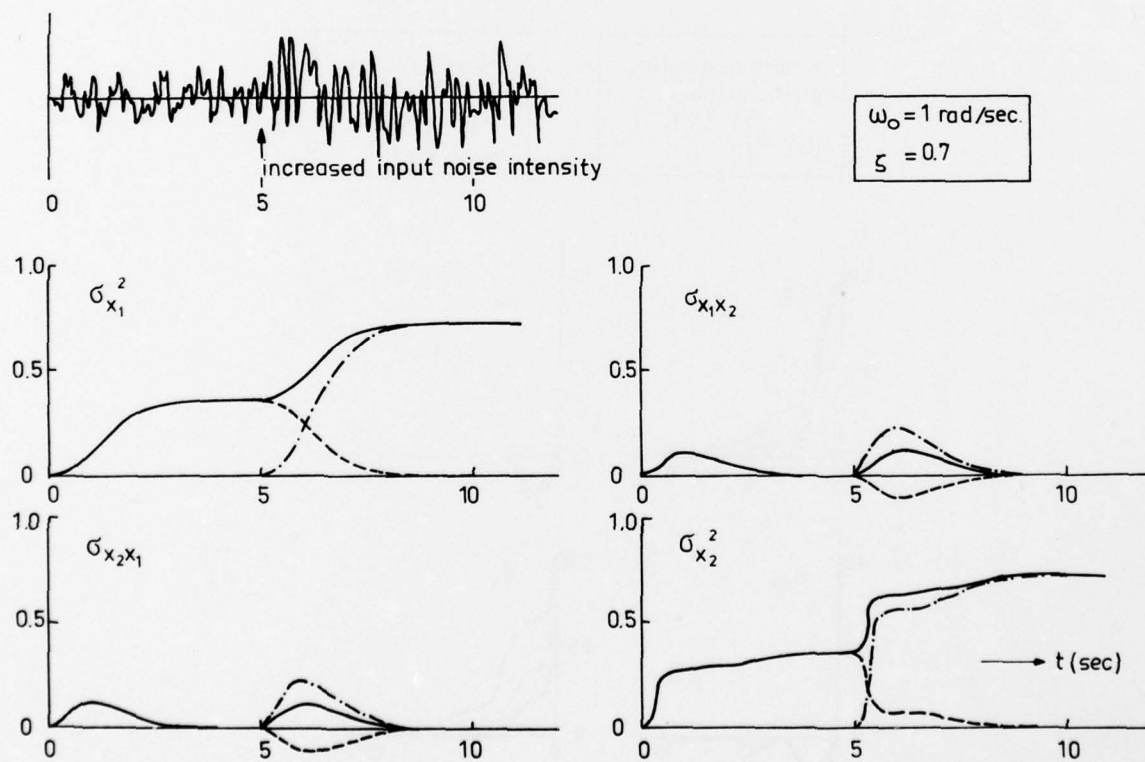 increased input noise intensity
0 5 10
ω₀ = 1 rad/sec.
ζ = 0.7
1.0
σx₁²
0.5
0
0 5 10
1.0
σx₁x₂
0.5
0
0 5 10
1.0
σx₂x₁
0.5
0
0 5 10
1.0
σx₂²
0.5
t (sec)
0
0 5 10